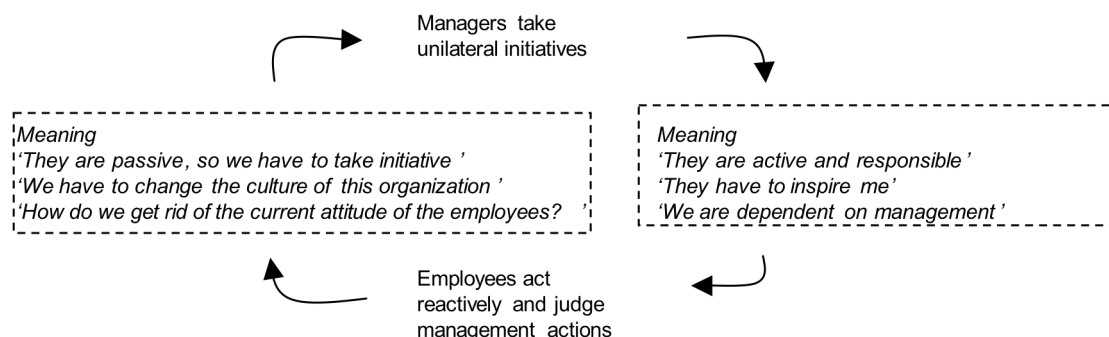 Managers take
unilateral initiatives
Meaning
‘They are passive, so we have to take initiative ’
‘We have to change the culture of this organization ’
‘How do we get rid of the current attitude of the employees? ’
Meaning
‘They are active and responsible’
‘They have to inspire me’
‘We are dependent on management ’
Employees act
reactively and judge
management actions